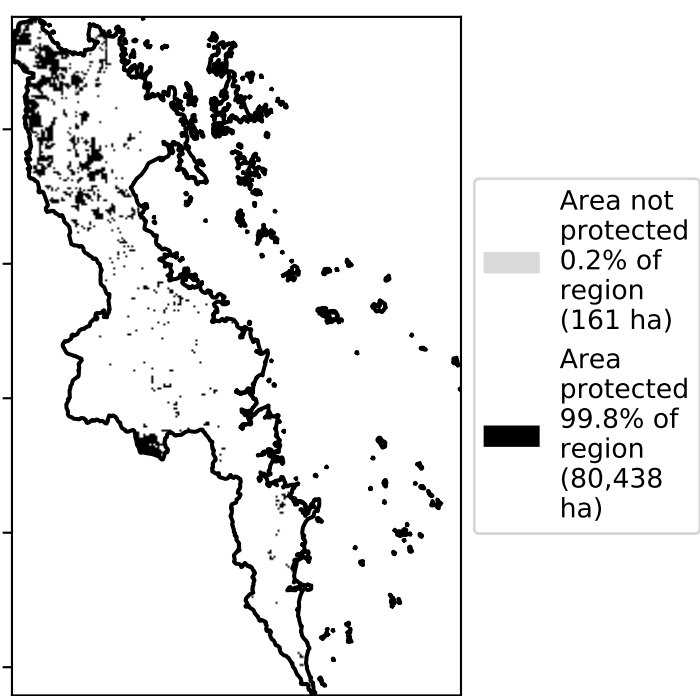 Area not
protected
0.2% of
region
(161 ha)
Area
protected
99.8% of
region
(80,438
ha)